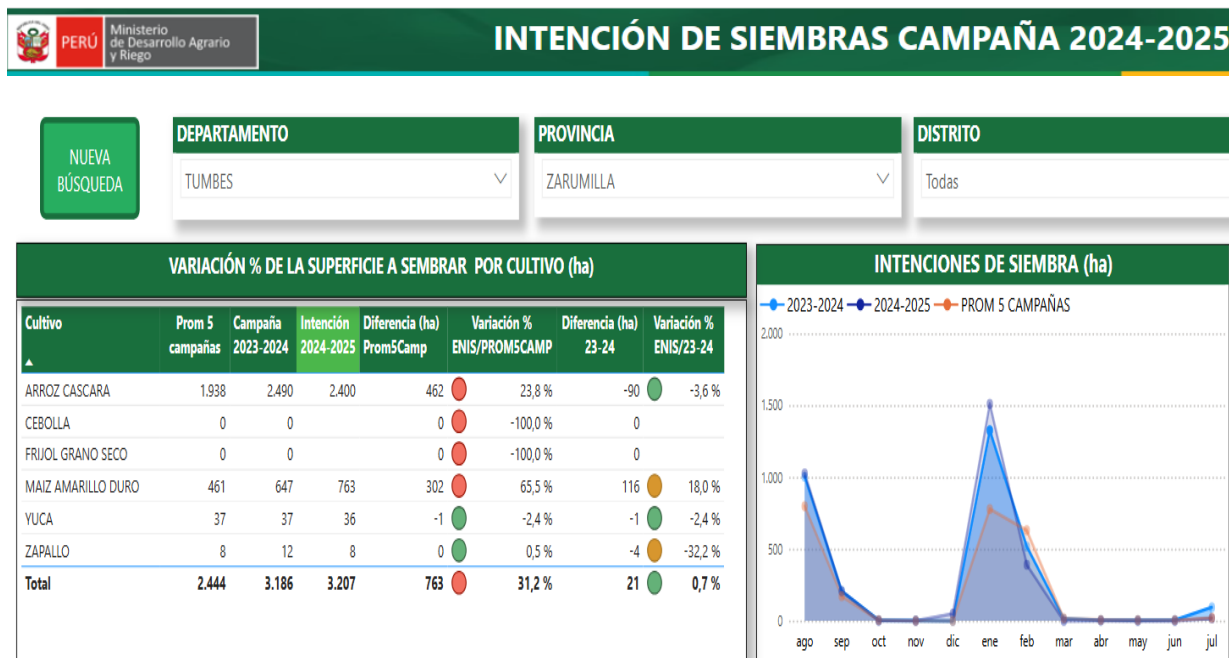 PERÚ
Ministerio
de Desarrollo Agrario
y Riego
INTENCIÓN DE SIEMBRAS CAMPAÑA 2024-2025
NUEVA
BÚSQUEDA
DEPARTAMENTO
TUMBES
PROVINCIA
ZARUMILLA
DISTRITO
Todas
VARIACIÓN % DE LA SUPERFICIE A SEMBRAR POR CULTIVO (ha)
Cultivo Prom 5 campañas Campaña 2023-2024 Intención 2024-2025 Diferencia (ha) Prom5Camp Variación % ENIS/PROM5CAMP Diferencia (ha) 23-24 Variación % ENIS/23-24
ARROZ CASCARA 1.938 2.490 2.400 462 23,8 % -90 -3,6 %
CEBOLLA 0 0 0 -100,0 % 0
FRIJOL GRANO SECO 0 0 0 -100,0 % 0
MAIZ AMARILLO DURO 461 647 763 302 65,5 % 116 18,0 %
YUCA 37 37 36 -1 -2,4 % -1 -2,4 %
ZAPALLO 8 12 8 0 0,5 % -4 -32,2 %
Total 2.444 3.186 3.207 763 31,2 % 21 0,7 %
INTENCIONES DE SIEMBRA (ha)
2023-2024 2024-2025 PROM 5 CAMPAÑAS
2.000
1.500
1.000
500
0
ago sep oct nov dic ene feb mar abr may jun jul